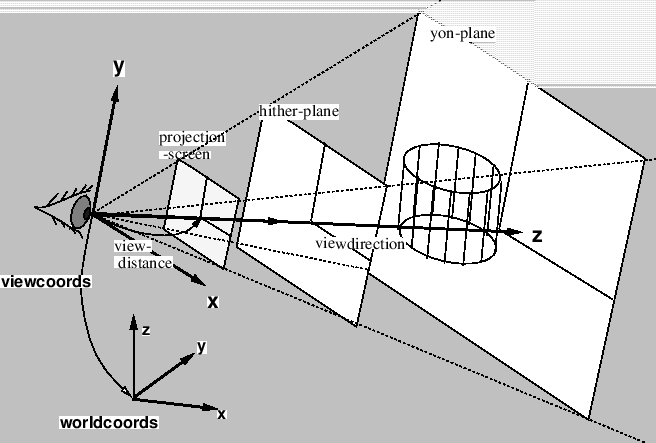 yon-plane
y
hither-plane
projection
-screen
z
viewdirection
view-
distance
x
viewcoords
z
y
x
worldcoords